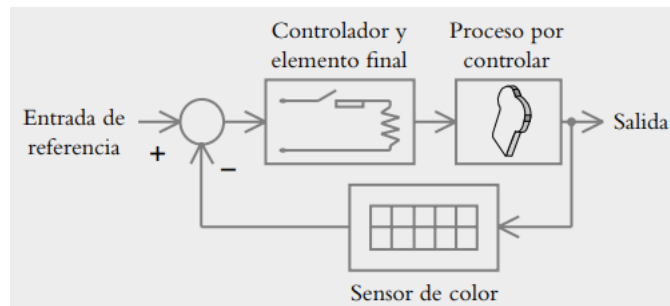 Controlador y
elemento final
Proceso por
controlar
Entrada de
referencia
+
−
Salida
Sensor de color